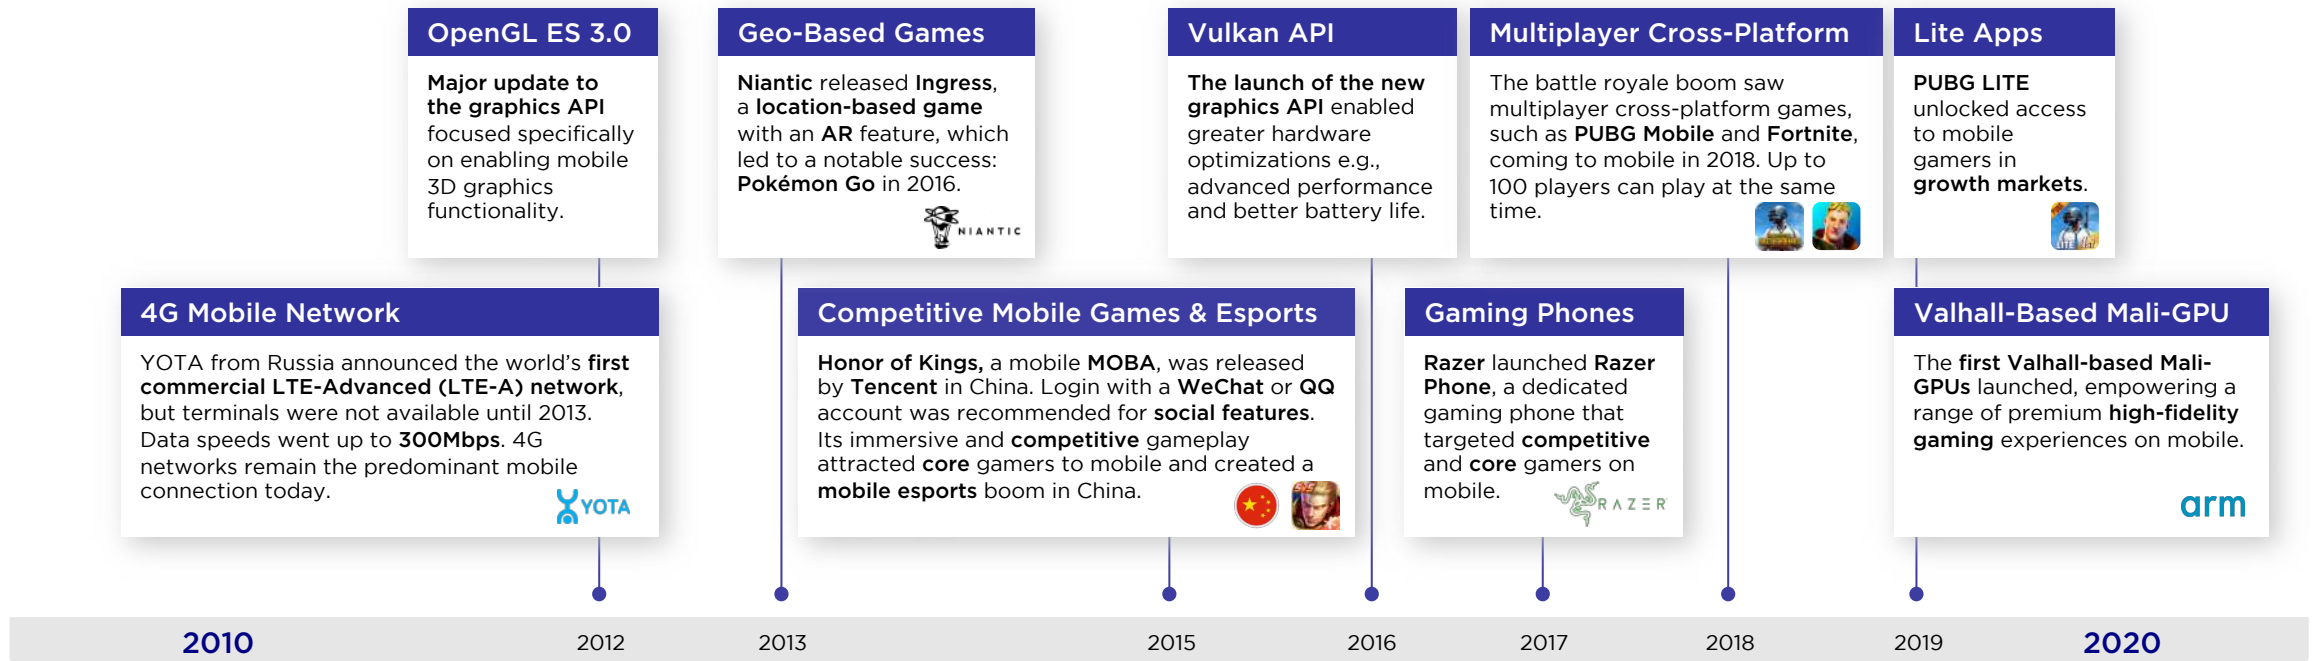 OpenGL ES 3.0
Major update to
the graphics API
focused specifically
on enabling mobile
3D graphics
functionality.
Geo-Based Games
Niantic released Ingress,
a location-based game
with an AR feature, which
led to a notable success:
Pokémon Go in 2016.
NIANTIC
Vulkan API
The launch of the new
graphics API enabled
greater hardware
optimizations e.g.,
advanced performance
and better battery life.
Multiplayer Cross-Platform
The battle royale boom saw
multiplayer cross-platform games,
such as PUBG Mobile and Fortnite,
coming to mobile in 2018. Up to
100 players can play at the same
time.
Lite Apps
PUBG LITE
unlocked access
to mobile
gamers in
growth markets.
LITE
4G Mobile Network
YOTA from Russia announced the world’s first
commercial LTE-Advanced (LTE-A) network,
but terminals were not available until 2013.
Data speeds went up to 300Mbps. 4G
networks remain the predominant mobile
connection today.
YOTA
Competitive Mobile Games & Esports
Honor of Kings, a mobile MOBA, was released
by Tencent in China. Login with a WeChat or QQ
account was recommended for social features.
Its immersive and competitive gameplay
attracted core gamers to mobile and created a
mobile esports boom in China.
5v5
Gaming Phones
Razer launched Razer
Phone, a dedicated
gaming phone that
targeted competitive
and core gamers on
mobile.
RAZER
Valhall-Based Mali-GPU
The first Valhall-based Mali-
GPUs launched, empowering a
range of premium high-fidelity
gaming experiences on mobile.
arm
2010
2012
2013
2015
2016
2017
2018
2019
2020